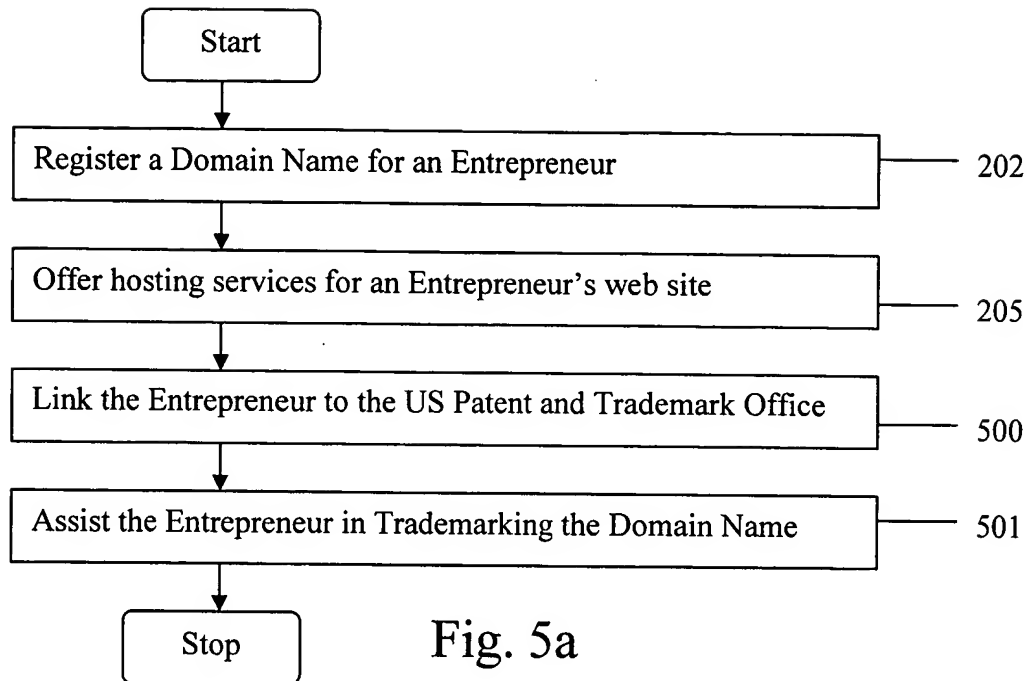 Start
Register a Domain Name for an Entrepreneur
202
Offer hosting services for an Entrepreneur's web site
205
Link the Entrepreneur to the US Patent and Trademark Office
500
Assist the Entrepreneur in Trademarking the Domain Name
501
Stop
Fig. 5a